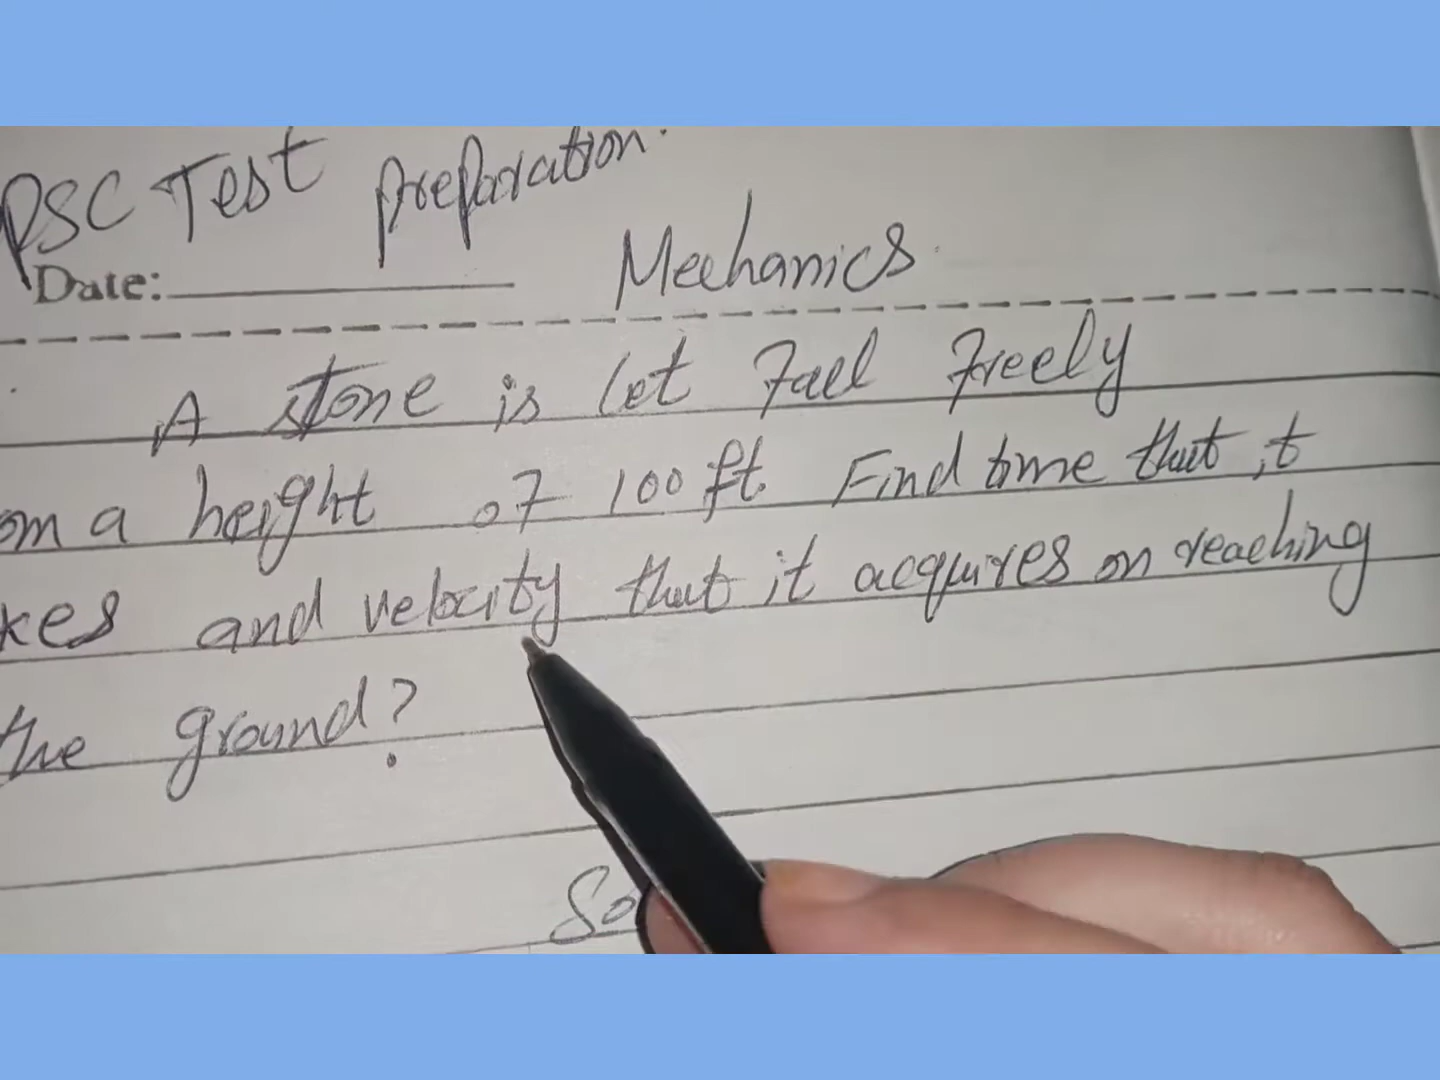 PSC Test Preparation.
Date:
Mechanics
A stone is let Fall Freely
om a height of 100 ft. Find time that it
kes and velocity that it acquires on reaching
the ground?
So